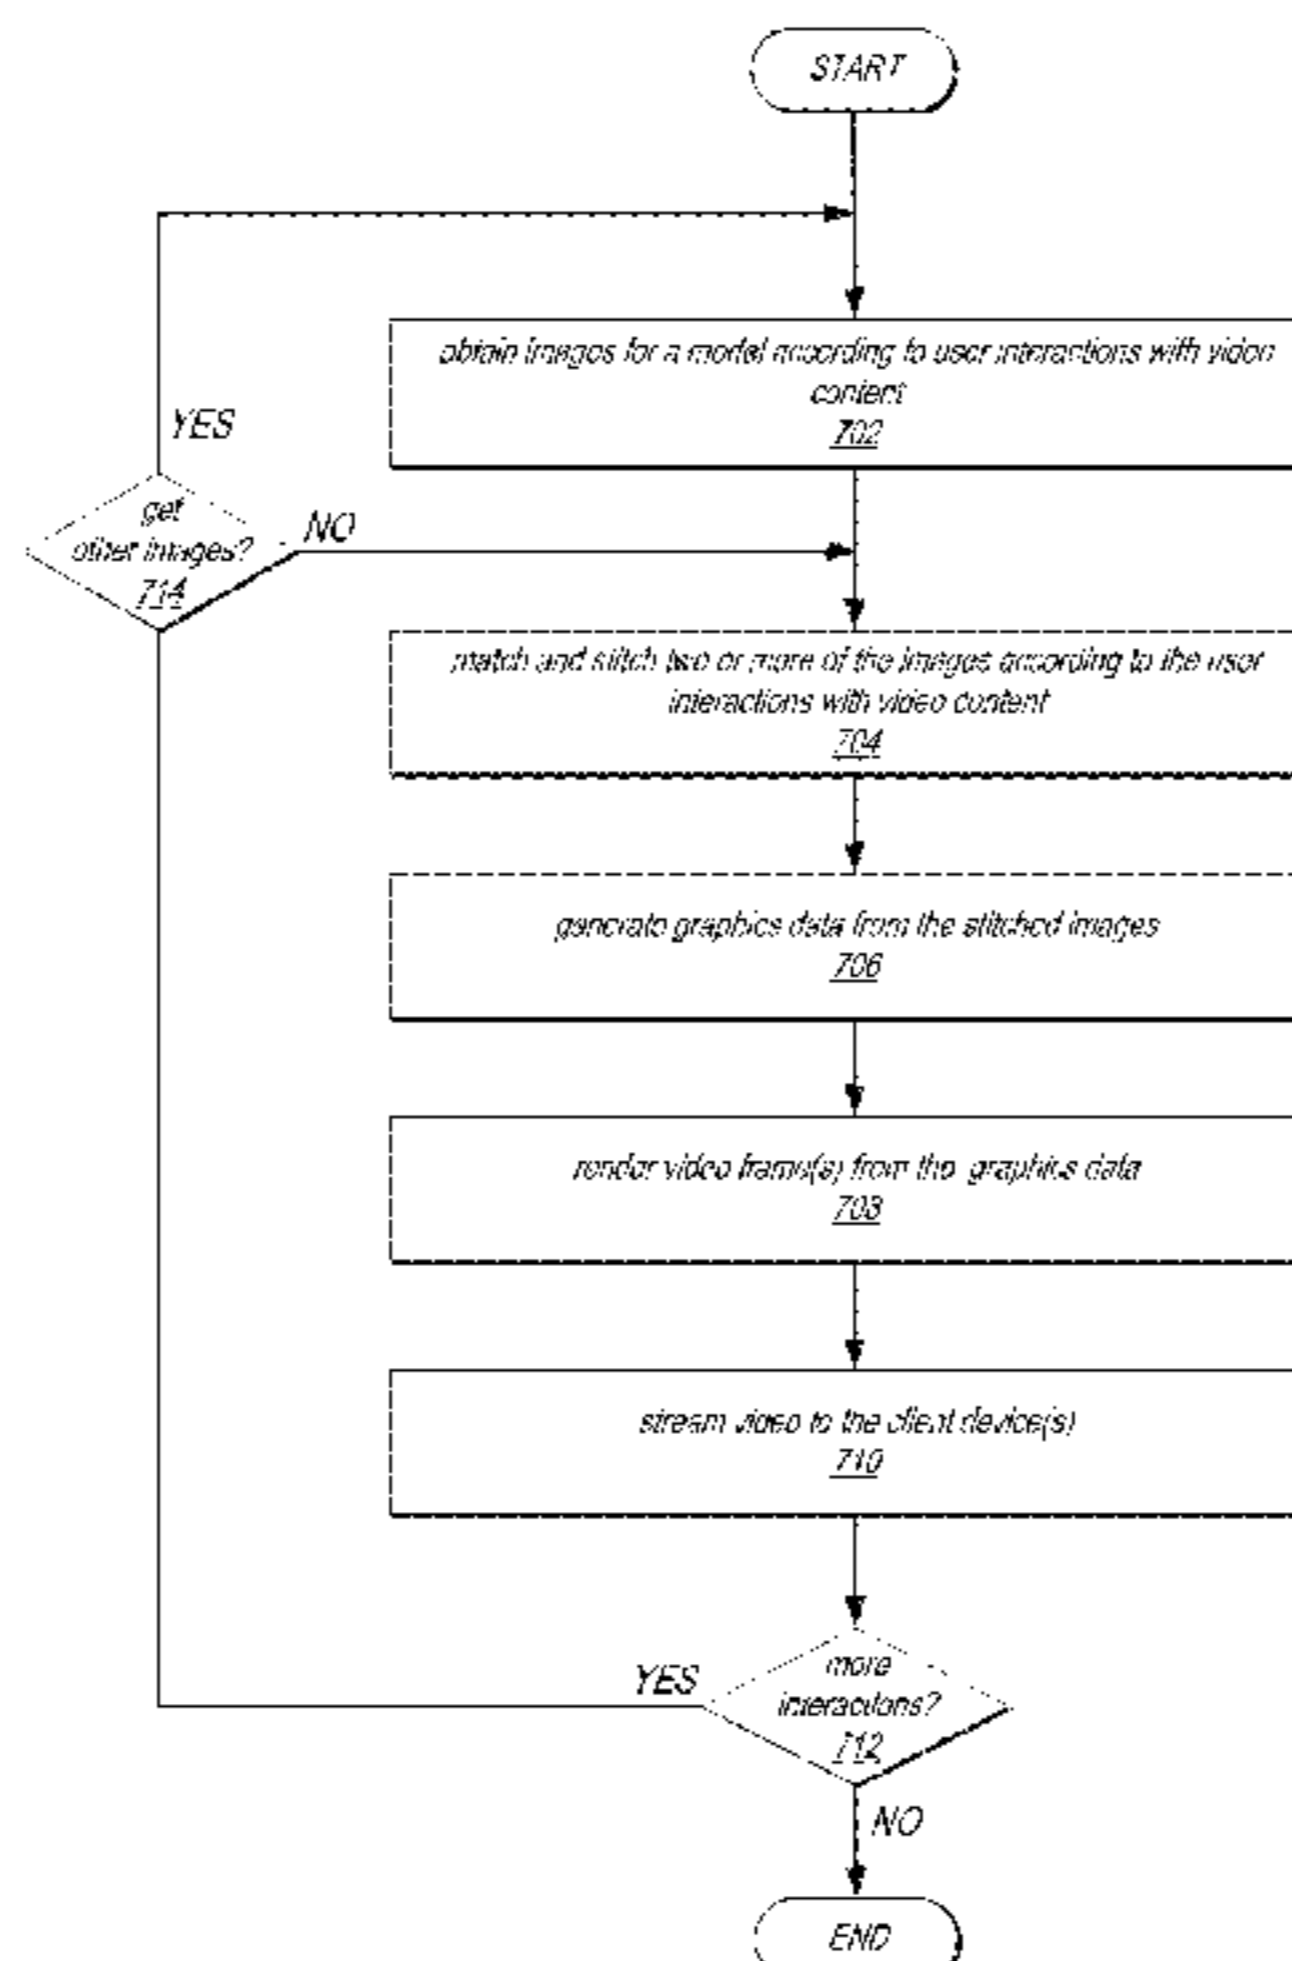 START
obtain images for a model according to user interactions with video
content
702
YES
get
other images?
714
NO
match and stitch two or more of the images according to the user
interactions with video content
704
generate graphics data from the stitched images
706
render video frame(s) from the graphics data
708
stream video to the client device(s)
710
YES
more
interactions?
712
NO
END